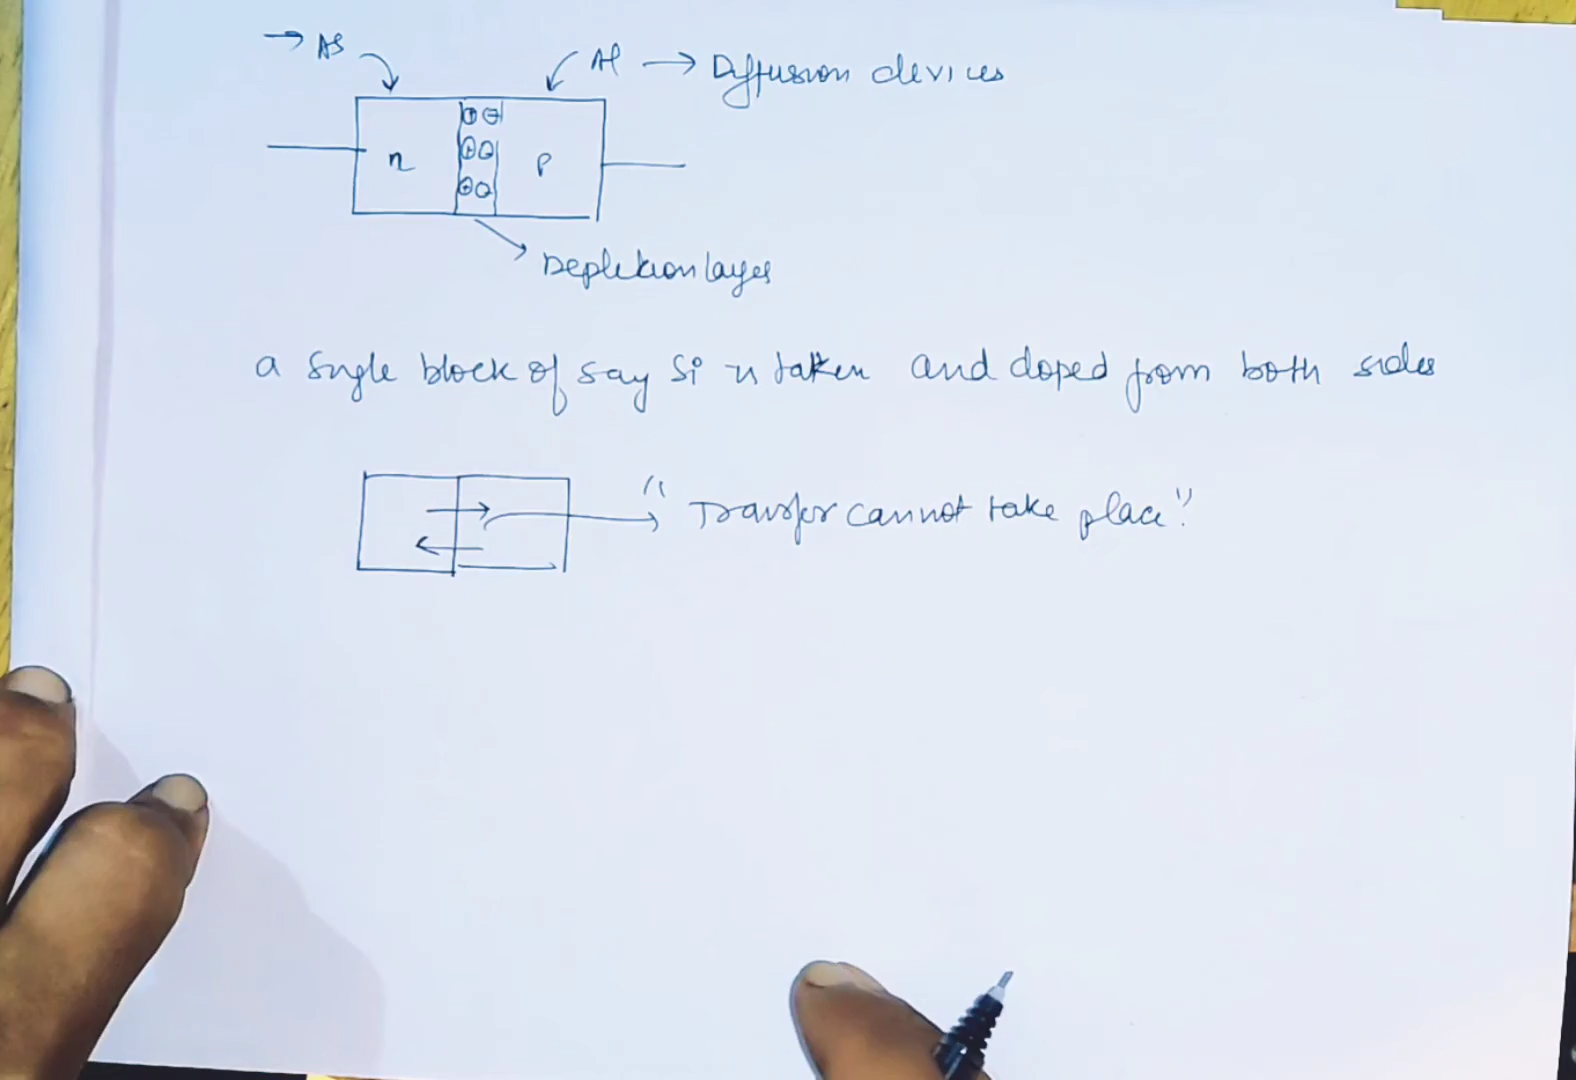 → As Al → Diffusion devices
n ⊕⊖ p
⊕⊖
⊕⊖
Depletion layer
a single block of say Si is taken and doped from both sides
"Transfer cannot take place".